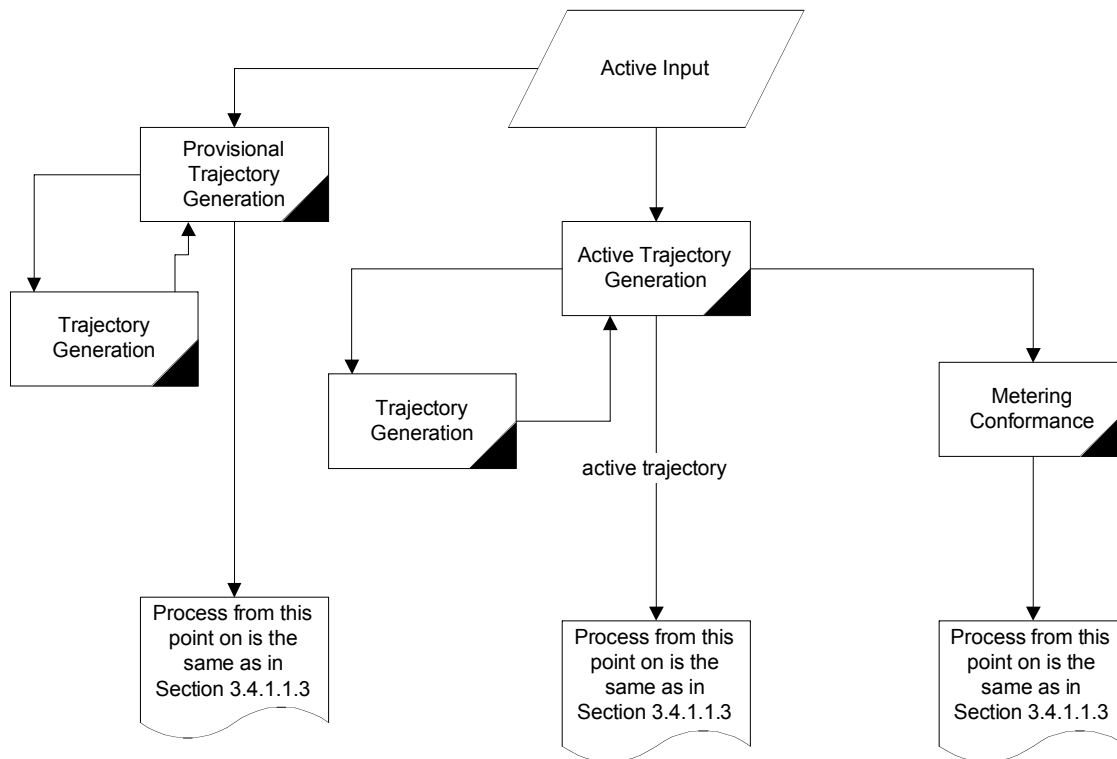 Active Input
Provisional
Trajectory
Generation
Active Trajectory
Generation
Trajectory
Generation
Trajectory
Generation
Metering
Conformance
active trajectory
Process from this
point on is the
same as in
Section 3.4.1.1.3
Process from this
point on is the
same as in
Section 3.4.1.1.3
Process from this
point on is the
same as in
Section 3.4.1.1.3